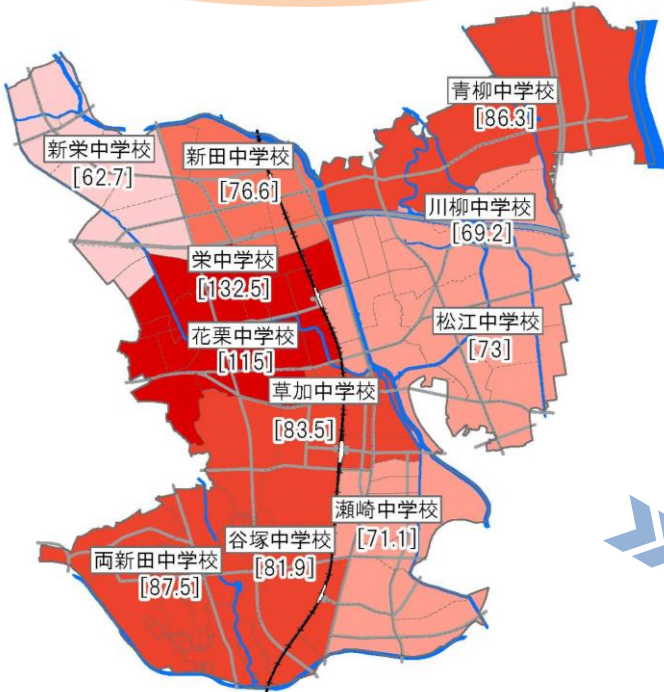 青柳中学校
[86.3]
新栄中学校
[62.7]
新田中学校
[76.6]
川柳中学校
[69.2]
栄中学校
[132.5]
花栗中学校
[115]
松江中学校
[73]
草加中学校
[83.5]
瀬崎中学校
[71.1]
谷塚中学校
[81.9]
両新田中学校
[87.5]